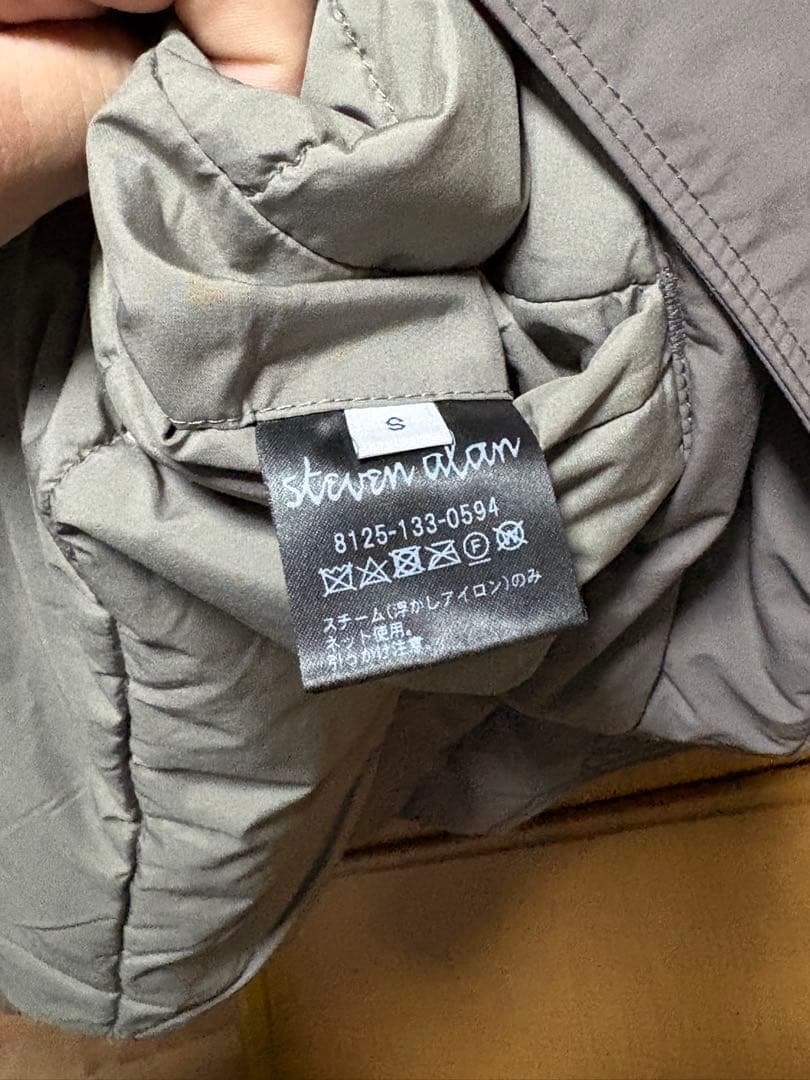 S
steven alan
8125-133-0594
F W
スチーム(浮かしアイロン)のみ
ネット使用。
引っかけ注意。